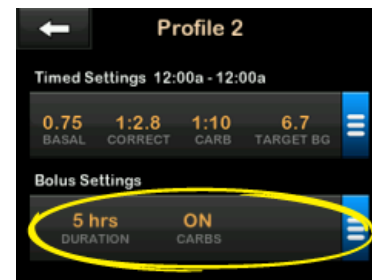 Profile 2
Timed Settings 12:00a - 12:00a
0.75 1:2.8 1:10 6.7
BASAL CORRECT CARB TARGET BG
Bolus Settings
5 hrs ON
DURATION CARBS